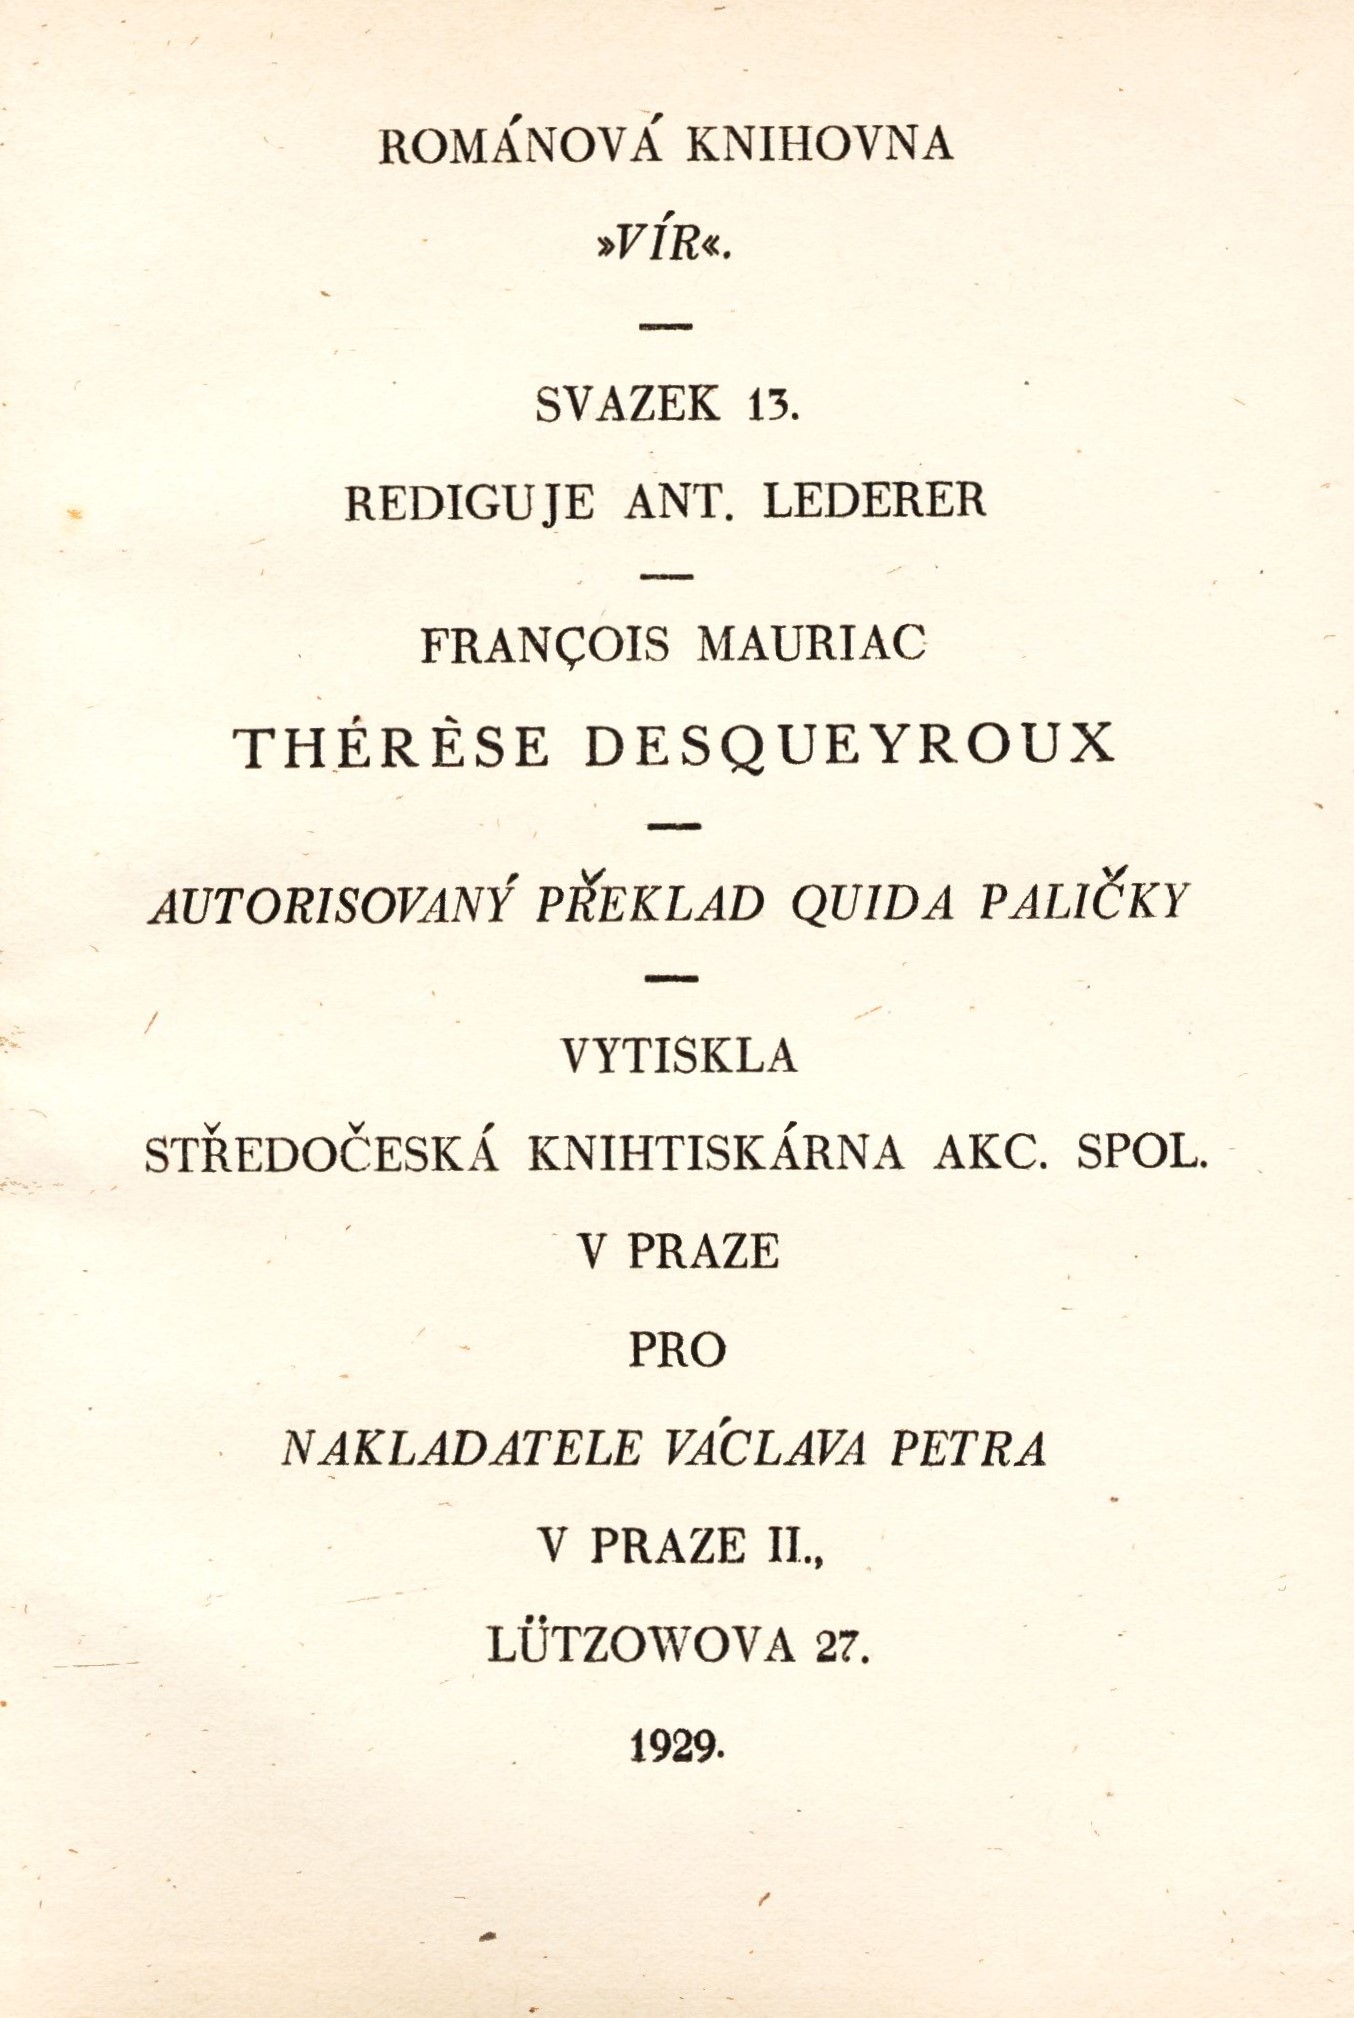 ROMÁNOVÁ KNIHOVNA
»VÍR«.
SVAZEK 13.
REDIGUJE ANT. LEDERER
FRANÇOIS MAURIAC
THÉRÈSE DESQUEYROUX
AUTORISOVANÝ PŘEKLAD QUIDA PALIČKY
VYTISKLA
STŘEDOČESKÁ KNIHTISKÁRNA AKC. SPOL.
V PRAZE
PRO
NAKLADATELE VÁCLAVA PETRA
V PRAZE II.,
LÜTZOWOVA 27.
1929.